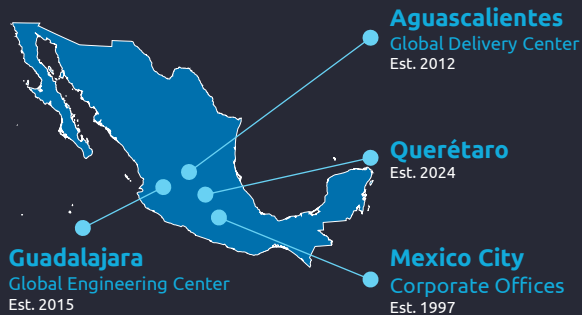 Aguascalientes
Global Delivery Center
Est. 2012
Querétaro
Est. 2024
Guadalajara
Global Engineering Center
Est. 2015
Mexico City
Corporate Offices
Est. 1997